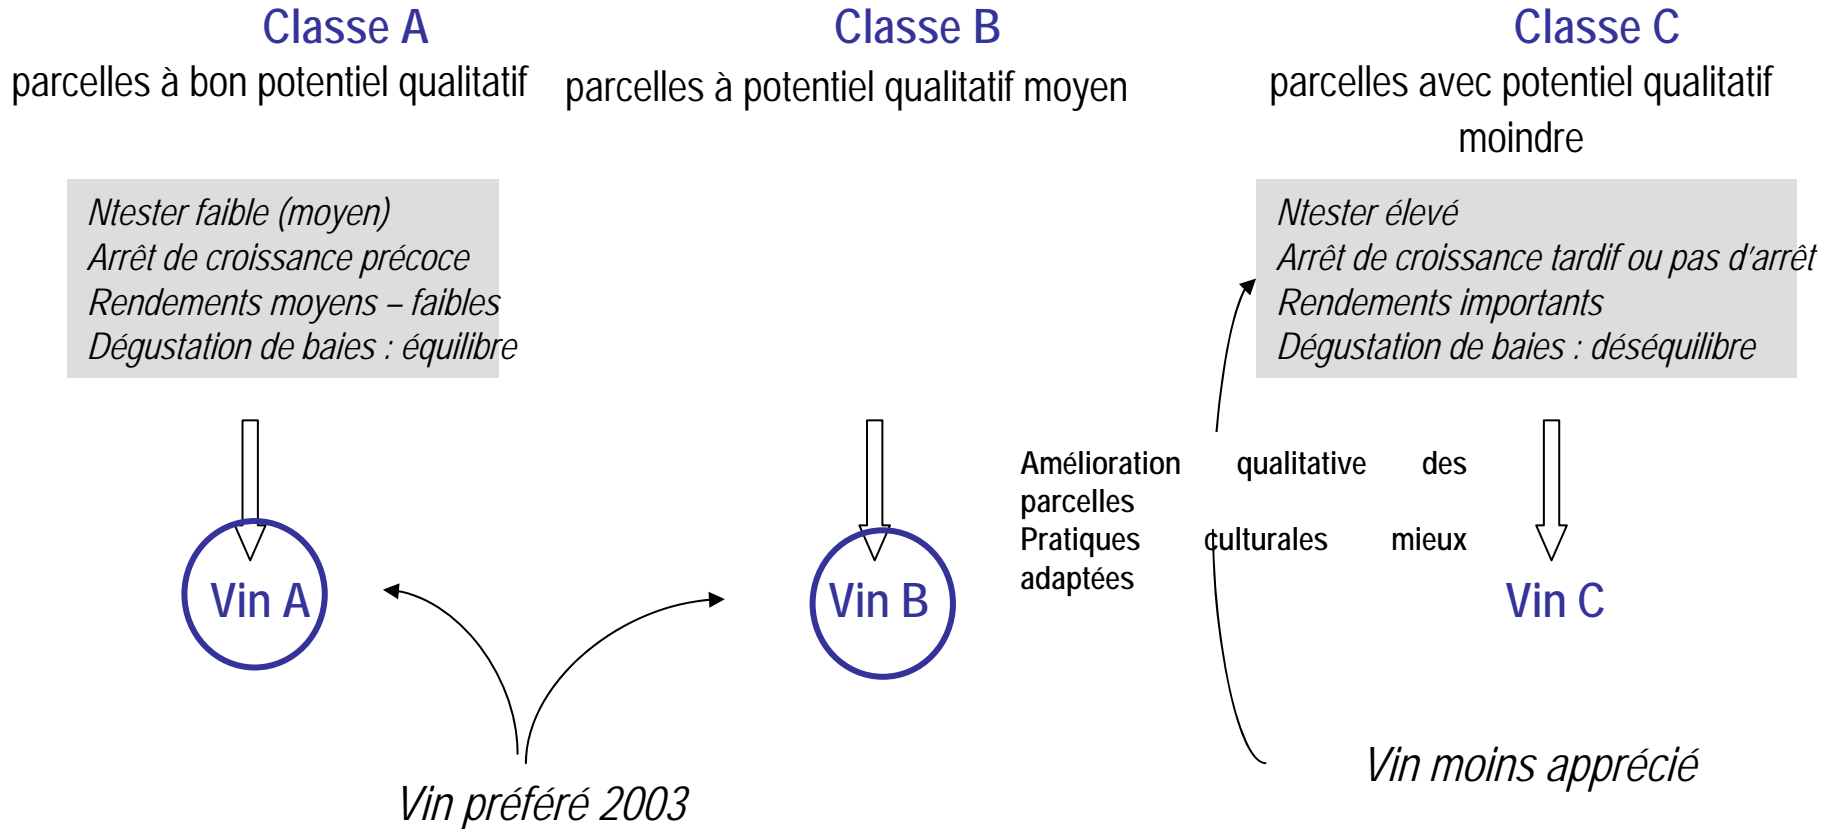 Classe A
parcelles à bon potentiel qualitatif
Classe B
parcelles à potentiel qualitatif moyen
Classe C
parcelles avec potentiel qualitatif
moindre
Ntester faible (moyen)
Arrêt de croissance précoce
Rendements moyens – faibles
Dégustation de baies : équilibre
Ntester élevé
Arrêt de croissance tardif ou pas d’arrêt
Rendements importants
Dégustation de baies : déséquilibre
Amélioration qualitative des
parcelles
Pratiques culturales mieux
adaptées
Vin A
Vin B
Vin C
Vin préféré 2003
Vin moins apprécié